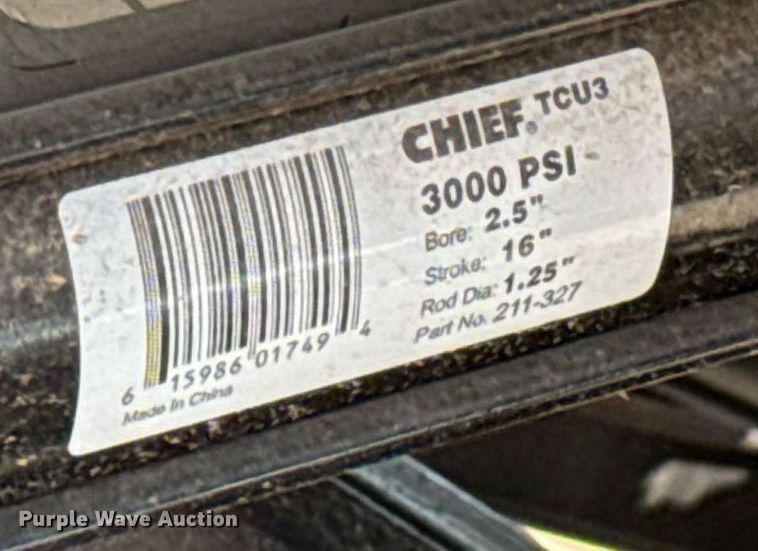 CHIEF. TCU3
3000 PSI
Bore: 2.5"
Stroke: 16"
Rod Dia: 1.25"
Part No. 211-327
6 15986 01749 4
Made In China
Purple Wave Auction